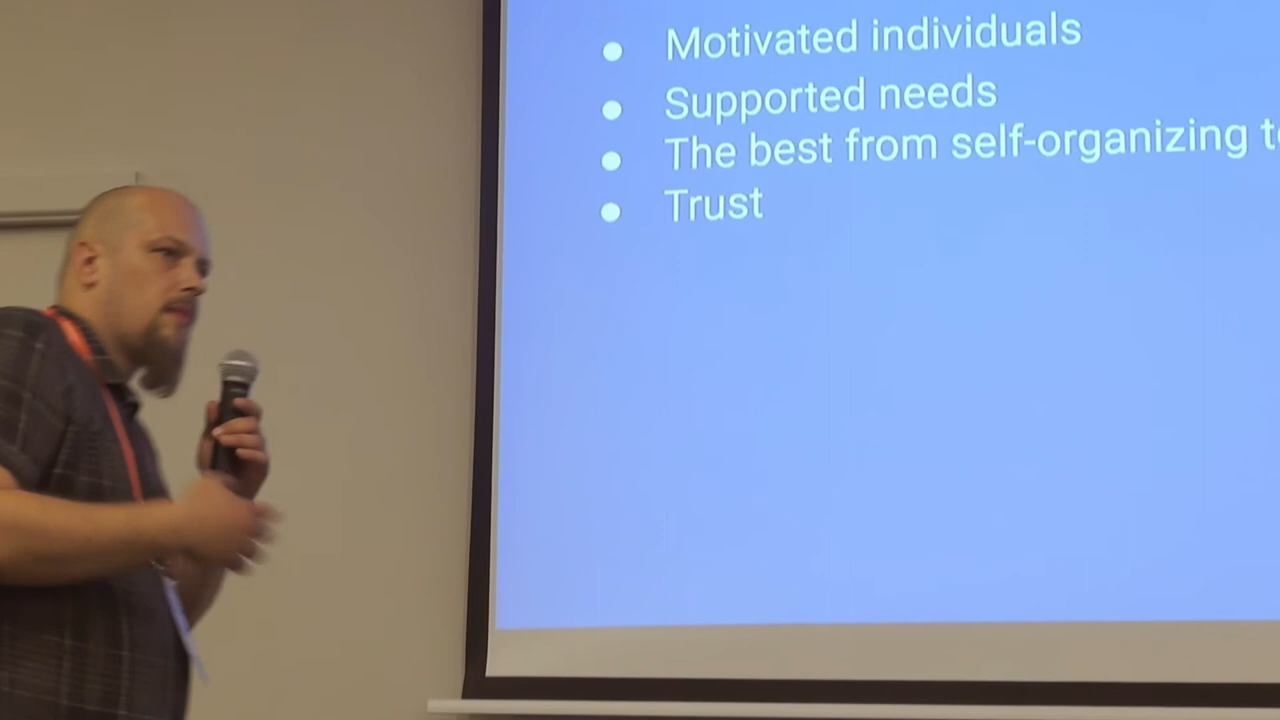 Motivated individuals
Supported needs
The best from self-organizing
Trust